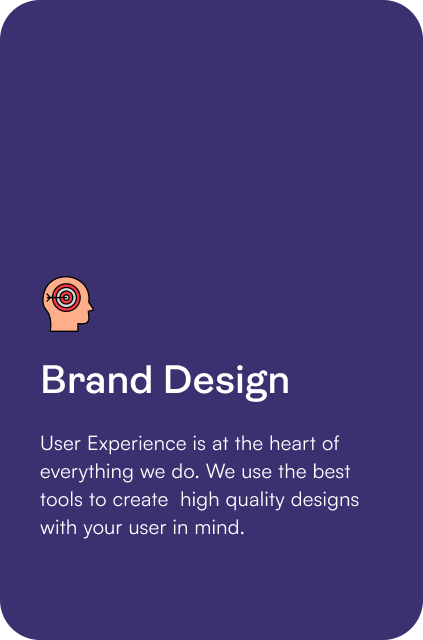 Brand Design
User Experience is at the heart of
everything we do. We use the best
tools to create  high quality designs
with your user in mind.